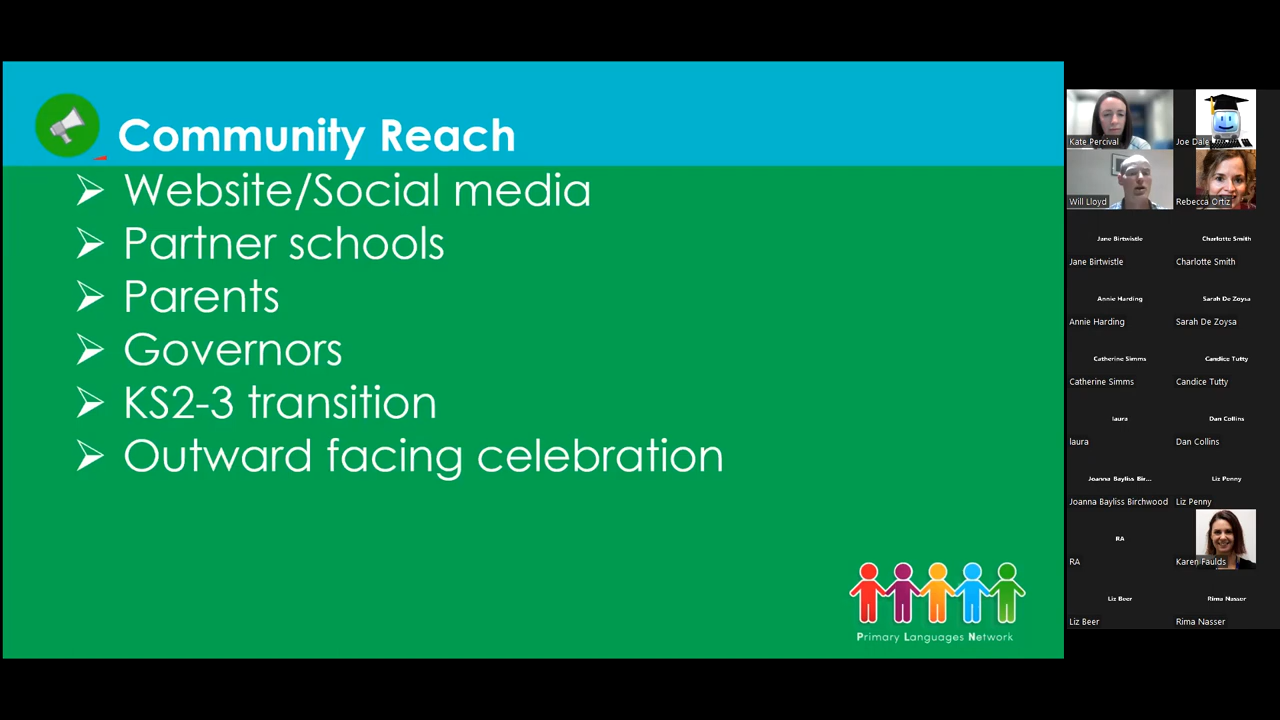 Community Reach
Website/Social media
Partner schools
Parents
Governors
KS2-3 transition
Outward facing celebration
Primary Languages Network
Kate Percival
Joe Dale
Will Lloyd
Rebecca Ortiz
Jane Birtwistle
Charlotte Smith
Jane Birtwistle
Charlotte Smith
Annie Harding
Sarah De Zoysa
Annie Harding
Sarah De Zoysa
Catherine Simms
Candice Tutty
Catherine Simms
Candice Tutty
laura
Dan Collins
laura
Dan Collins
Joanna Bayliss Bir...
Liz Penny
Joanna Bayliss Birchwood
Liz Penny
RA
RA
Karen Faulds
Liz Beer
Rima Nasser
Liz Beer
Rima Nasser